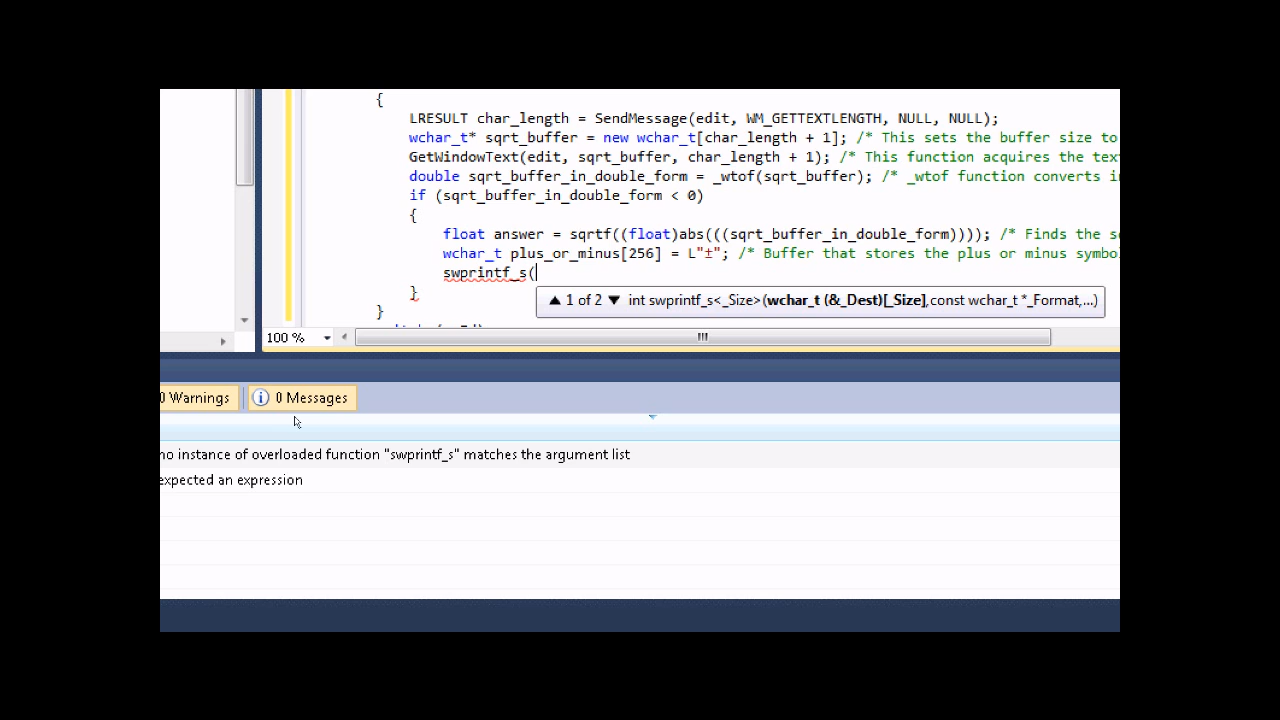 {
LRESULT char_length = SendMessage(edit, WM_GETTEXTLENGTH, NULL, NULL);
wchar_t* sqrt_buffer = new wchar_t[char_length + 1]; /* This sets the buffer size to
GetWindowText(edit, sqrt_buffer, char_length + 1); /* This function acquires the tex
double sqrt_buffer_in_double_form = _wtof(sqrt_buffer); /* _wtof function converts i
if (sqrt_buffer_in_double_form < 0)
{
float answer = sqrtf((float)abs(((sqrt_buffer_in_double_form)))); /* Finds the s
wchar_t plus_or_minus[256] = L"±"; /* Buffer that stores the plus or minus symbo
swprintf_s(
}
1 of 2 int swprintf_s<_Size>(wchar_t (&_Dest)[_Size],const wchar_t *_Format,...)
}
100 %
0 Warnings
0 Messages
no instance of overloaded function "swprintf_s" matches the argument list
expected an expression